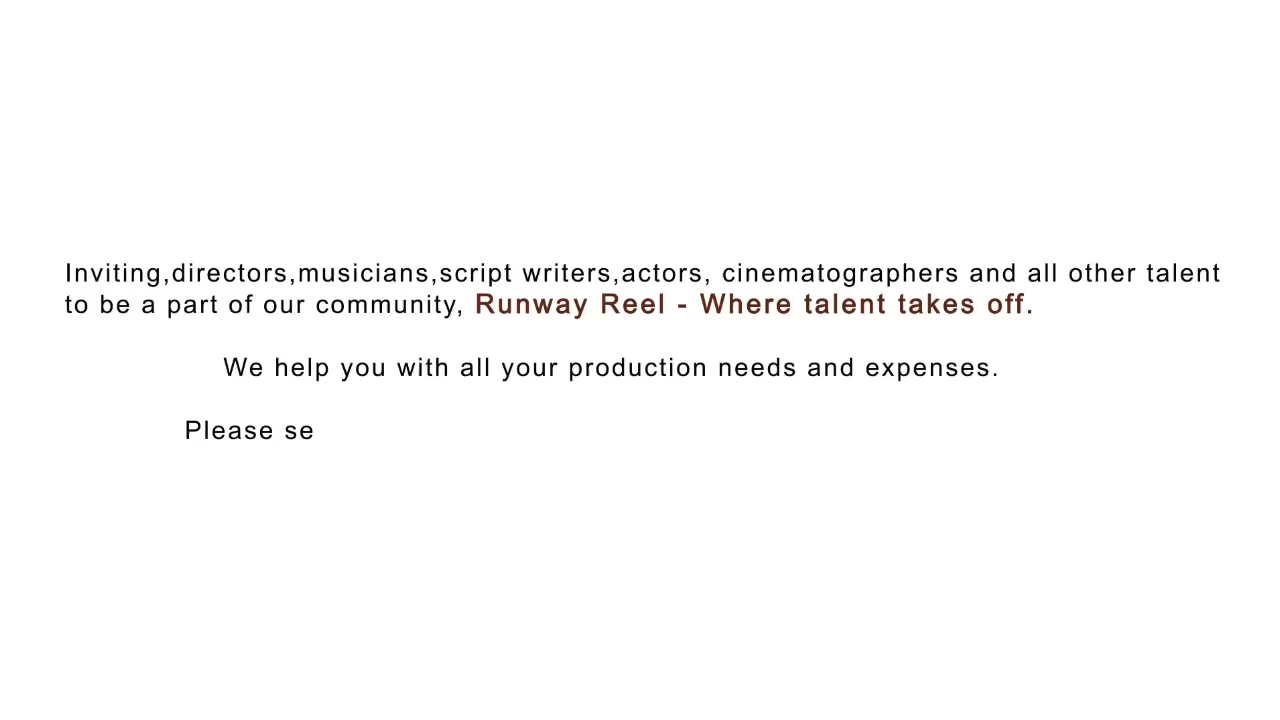 Inviting,directors,musicians,script writers,actors, cinematographers and all other talent
to be a part of our community, Runway Reel - Where talent takes off.
We help you with all your production needs and expenses.
Please se